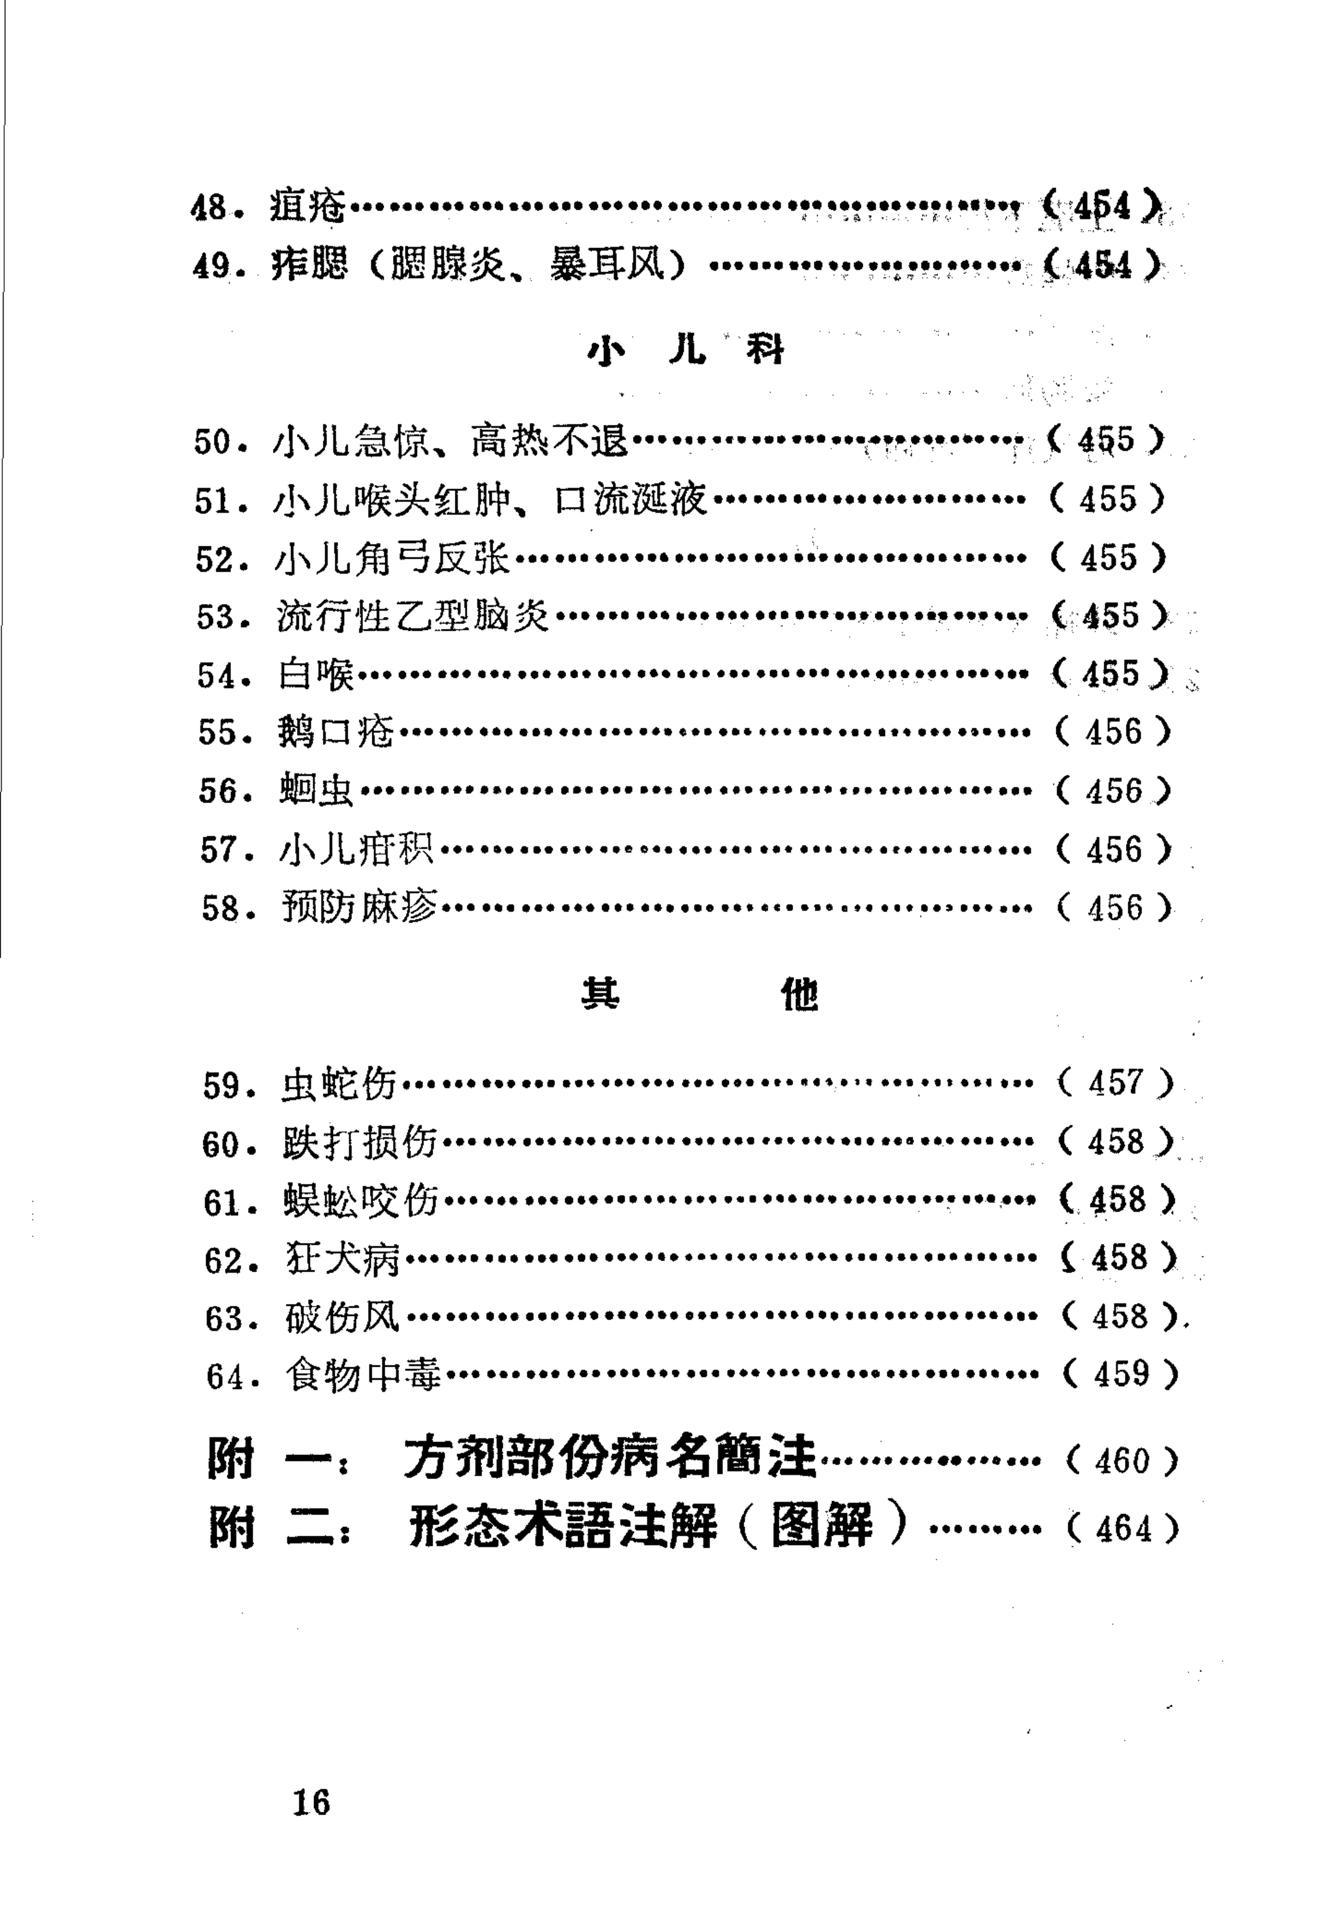 48. 疽疮……………………………………………（454）
49. 痄腮（腮腺炎、暴耳风）……………………（454）
小 儿 科
50. 小儿急惊、高热不退…………………………（455）
51. 小儿喉头红肿、口流涎液……………………（455）
52. 小儿角弓反张…………………………………（455）
53. 流行性乙型脑炎………………………………（455）
54. 白喉……………………………………………（455）
55. 鹅口疮…………………………………………（456）
56. 蛔虫……………………………………………（456）
57. 小儿疳积………………………………………（456）
58. 预防麻疹………………………………………（456）
其 他
59. 虫蛇伤…………………………………………（457）
60. 跌打损伤………………………………………（458）
61. 蜈蚣咬伤………………………………………（458）
62. 狂犬病…………………………………………（458）
63. 破伤风…………………………………………（458）
64. 食物中毒………………………………………（459）
附 一： 方剂部份病名簡注………………（460）
附 二： 形态术語注解（图解）………（464）
16